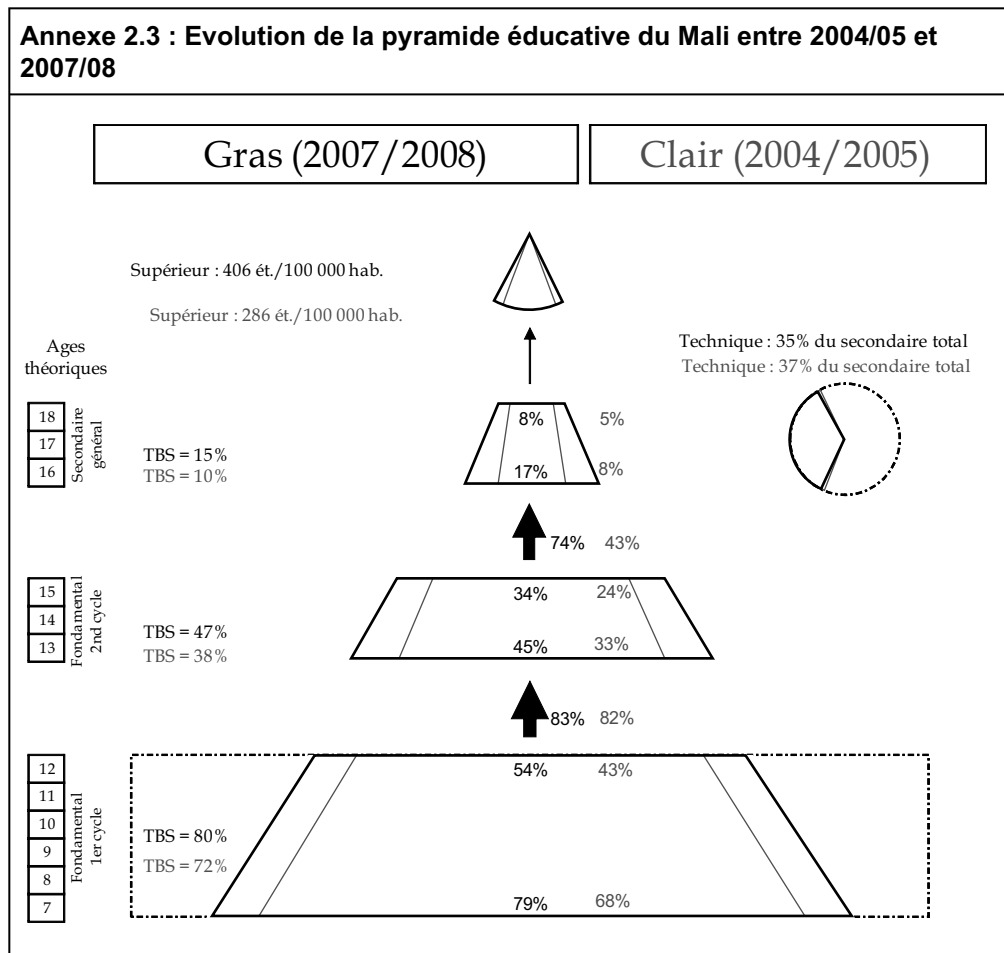 Annexe 2.3 : Evolution de la pyramide éducative du Mali entre 2004/05 et
2007/08
Gras (2007/2008)
Clair (2004/2005)
Supérieur : 406 ét./100 000 hab.
Supérieur : 286 ét./100 000 hab.
Technique : 35% du secondaire total
Technique : 37% du secondaire total
Ages
théoriques
18
17
16
Secondaire
général
TBS = 15%
TBS = 10%
8%
5%
17%
8%
74%
43%
15
14
13
Fondamental
2nd cycle
TBS = 47%
TBS = 38%
34%
24%
45%
33%
83%
82%
12
11
10
9
8
7
Fondamental
1er cycle
TBS = 80%
TBS = 72%
54%
43%
79%
68%